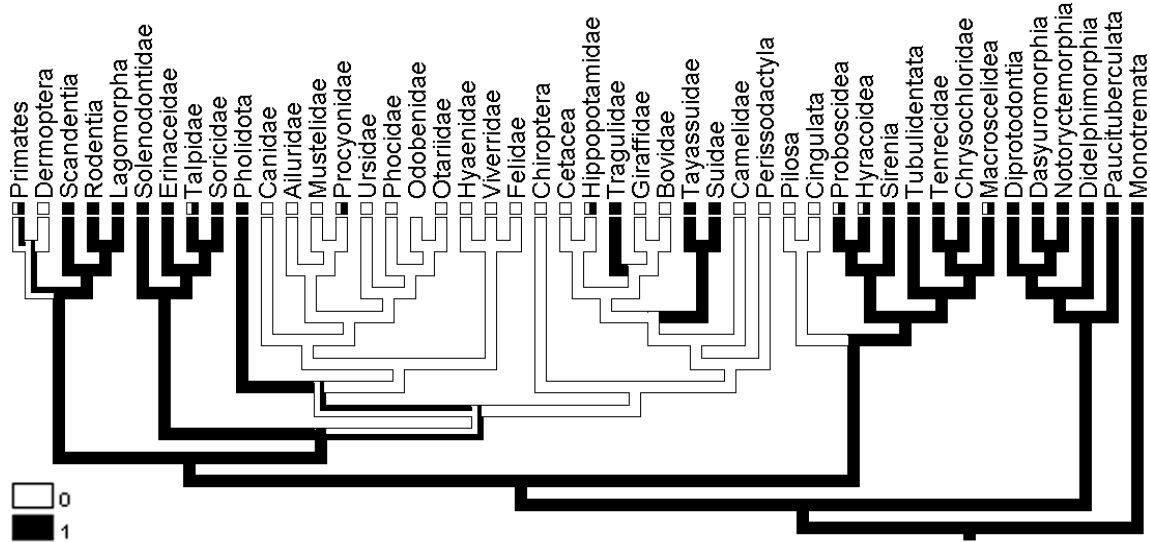 Primates
Dermoptera
Scandentia
Rodentia
Lagomorpha
Solenodontidae
Erinaceidae
Talpidae
Soricidae
Pholidota
Canidae
Ailuridae
Mustelidae
Procyonidae
Ursidae
Phocidae
Odobenidae
Otariidae
Hyaenidae
Viverridae
Felidae
Chiroptera
Cetacea
Hippopotamidae
Tragulidae
Giraffidae
Bovidae
Tayassuidae
Suidae
Camelidae
Perissodactyla
Pilosa
Cingulata
Proboscidea
Hyracoidea
Sirenia
Tubulidentata
Tenrecidae
Chrysochloridae
Macroscelidea
Diprotodontia
Dasyuromorphia
Notoryctemorphia
Didelphimorphia
Paucituberculata
Monotremata
0
1